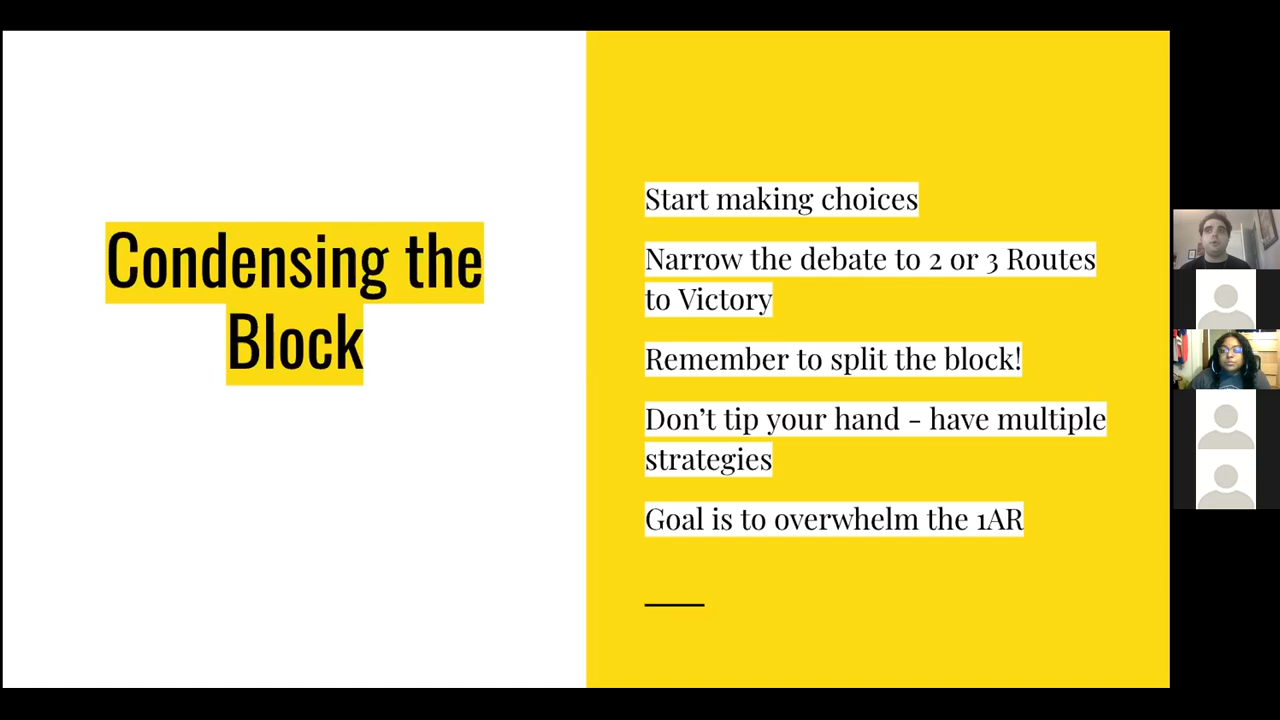 Condensing the
Block
Start making choices
Narrow the debate to 2 or 3 Routes
to Victory
Remember to split the block!
Don’t tip your hand - have multiple
strategies
Goal is to overwhelm the 1AR